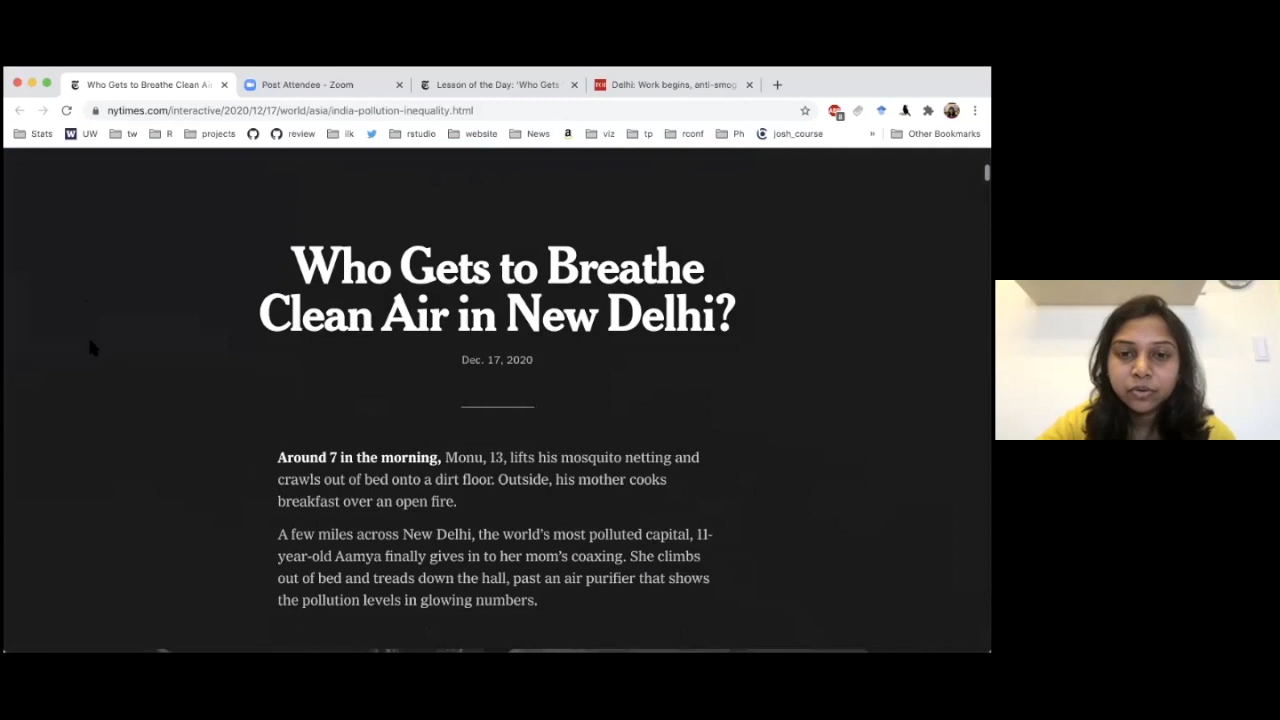 Who Gets to Breathe Clean Ai
Post Attendee - Zoom
Lesson of the Day: 'Who Gets
Delhi: Work begins, anti-smog
nytimes.com/interactive/2020/12/17/world/asia/india-pollution-inequality.html
Stats W UW tw R projects review ilk rstudio website News viz tp rconf Ph josh_course » Other Bookmarks
Who Gets to Breathe
Clean Air in New Delhi?
Dec. 17, 2020
Around 7 in the morning, Monu, 13, lifts his mosquito netting and
crawls out of bed onto a dirt floor. Outside, his mother cooks
breakfast over an open fire.
A few miles across New Delhi, the world's most polluted capital, 11-
year-old Aamya finally gives in to her mom's coaxing. She climbs
out of bed and treads down the hall, past an air purifier that shows
the pollution levels in glowing numbers.